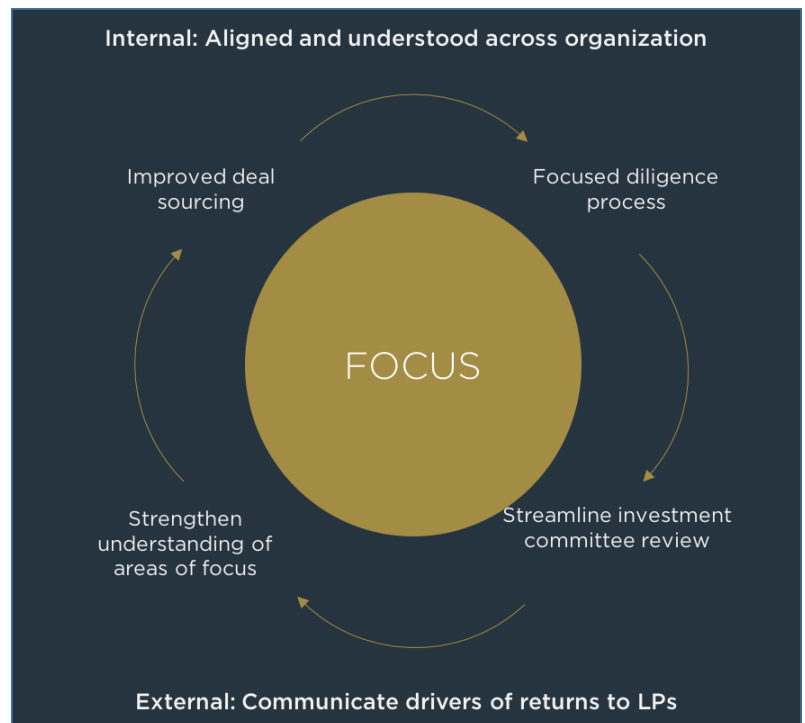 Internal: Aligned and understood across organization
Improved deal
sourcing
Focused diligence
process
FOCUS
Strengthen
understanding of
areas of focus
Streamline investment
committee review
External: Communicate drivers of returns to LPs